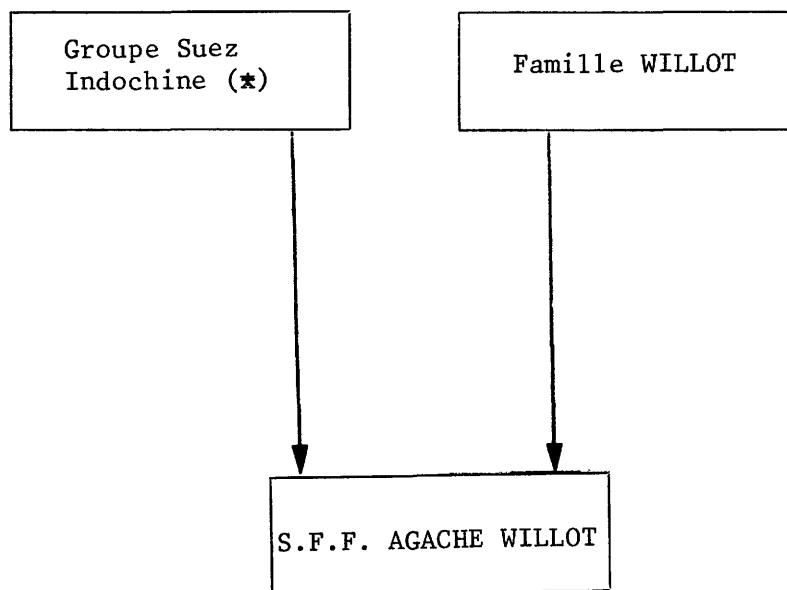 Groupe Suez
Indochine (*)
Famille WILLOT
S.F.F. AGACHE WILLOT